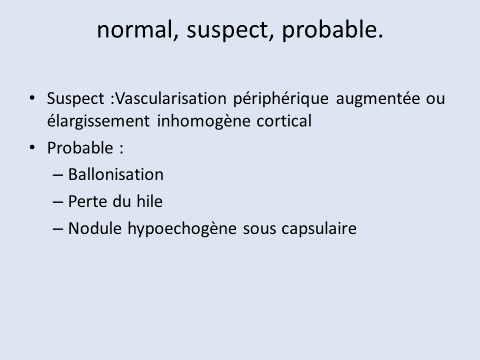 normal, suspect, probable.
• Suspect :Vascularisation périphérique augmentée ou
élargissement inhomogène cortical
• Probable :
– Ballonisation
– Perte du hile
– Nodule hypoechogène sous capsulaire